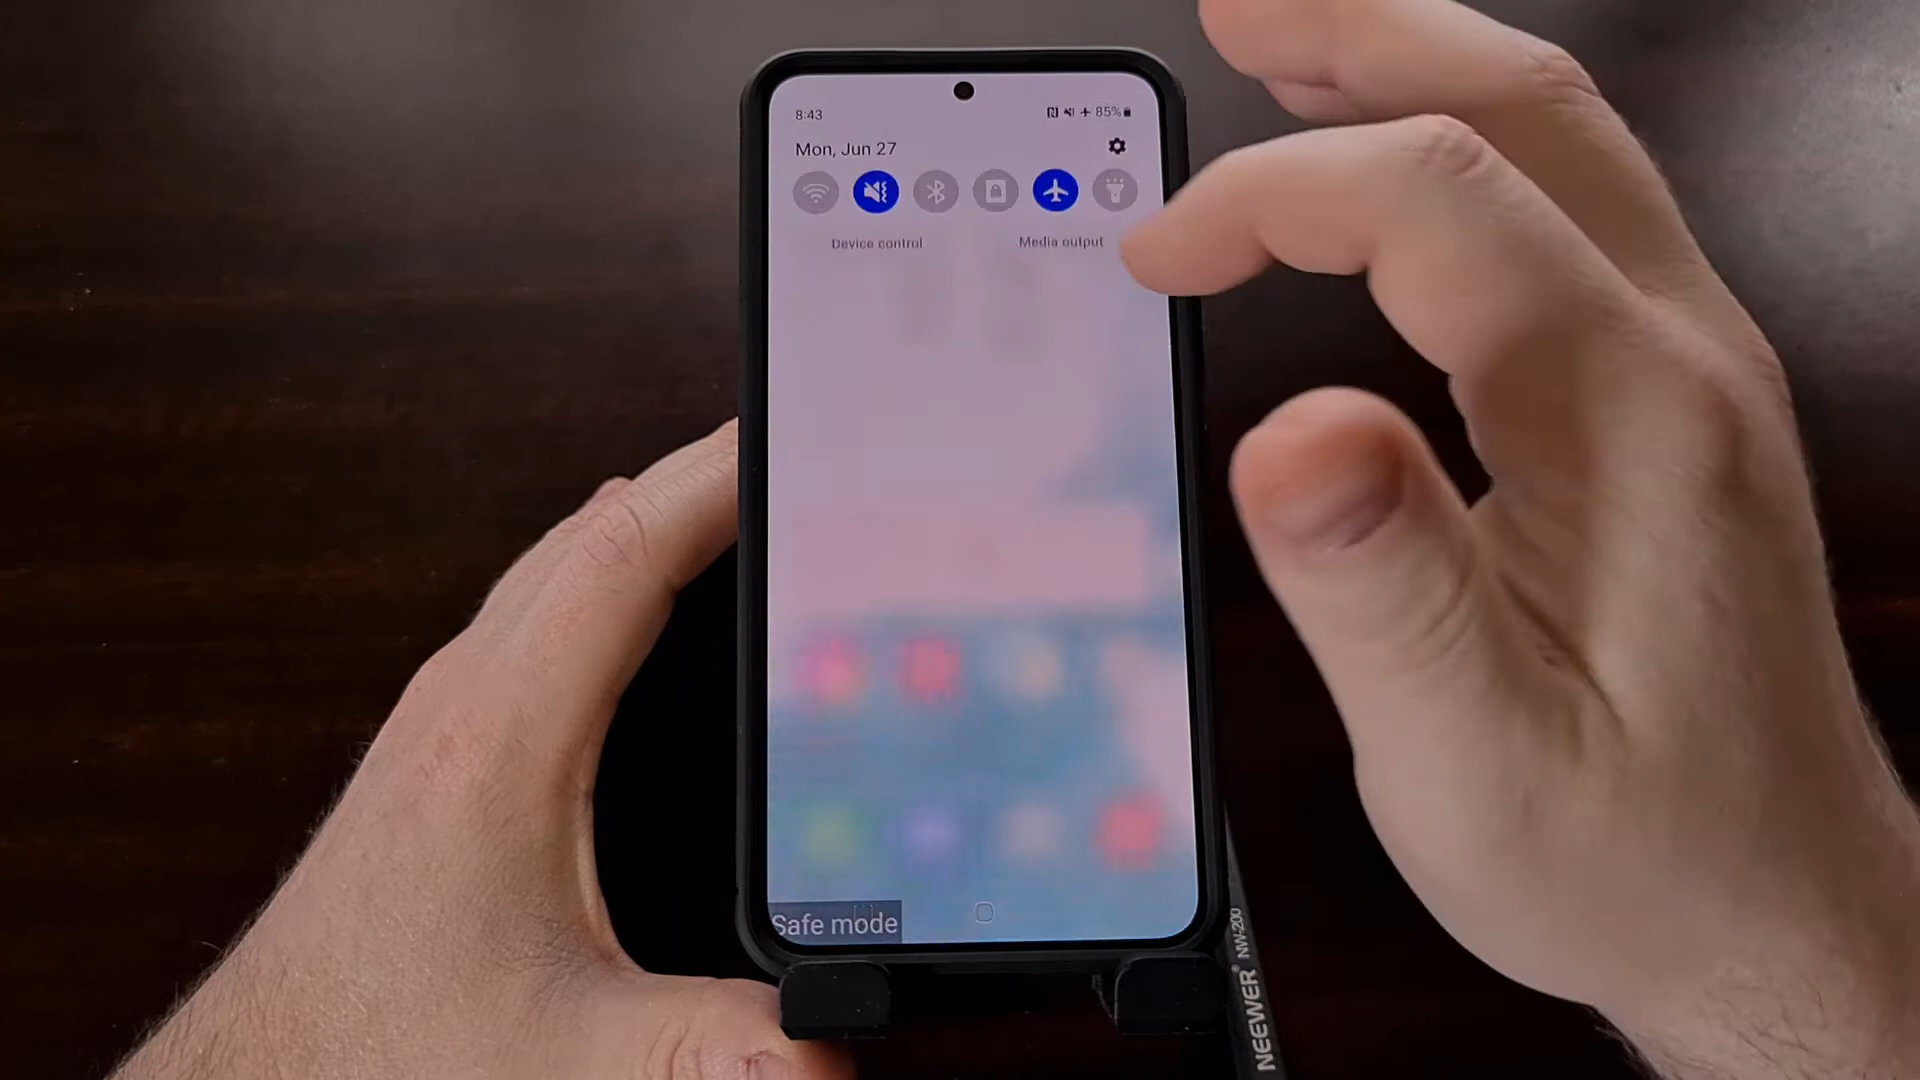 8:43
85%
Mon, Jun 27
Device control
Media output
Safe mode
NEEWER® NW-200